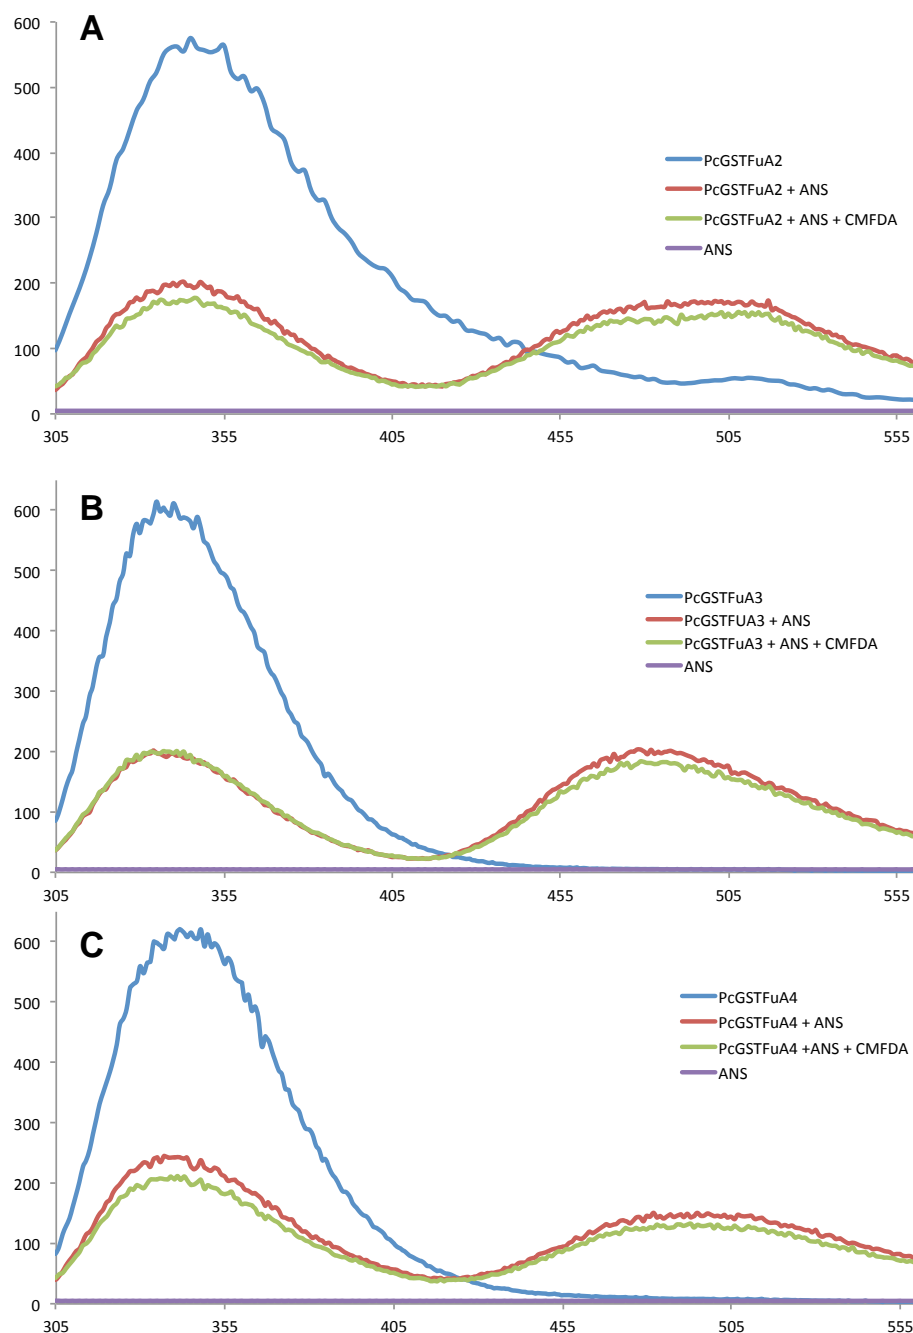 A
600
500
400
300
200
100
0
305 355 405 455 505 555
PcGSTFuA2
PcGSTFuA2 + ANS
PcGSTFuA2 + ANS + CMFDA
ANS
B
600
500
400
300
200
100
0
305 355 405 455 505 555
PcGSTFuA3
PcGSTFUA3 + ANS
PcGSTFuA3 + ANS + CMFDA
ANS
C
600
500
400
300
200
100
0
305 355 405 455 505 555
PcGSTFuA4
PcGSTFuA4 + ANS
PcGSTFuA4 +ANS + CMFDA
ANS